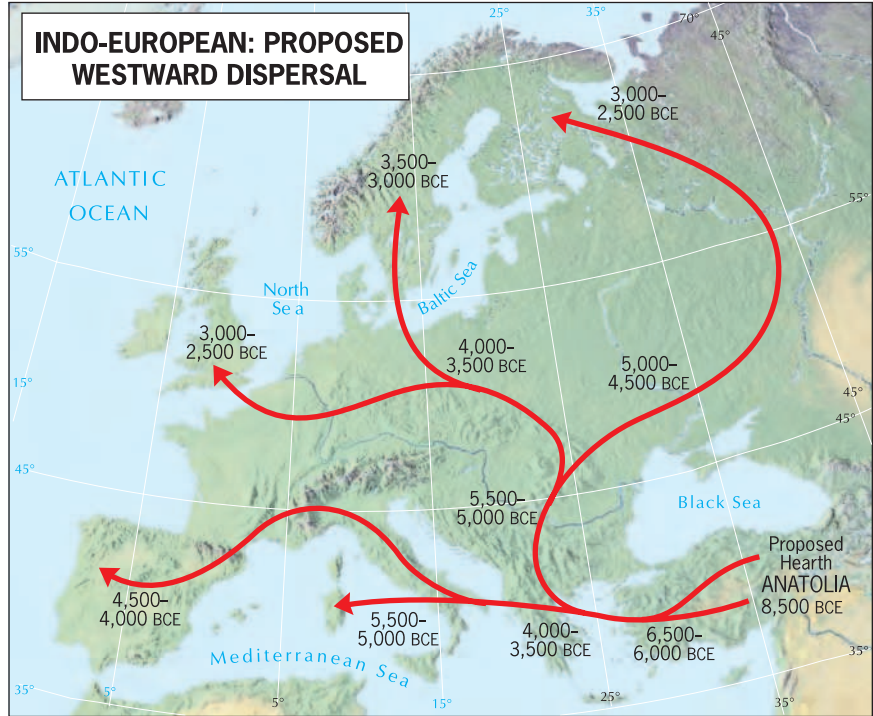 INDO-EUROPEAN: PROPOSED
WESTWARD DISPERSAL
25°
35°
70°
45°
3,000–
2,500 BCE
3,500–
3,000 BCE
ATLANTIC
OCEAN
55°
55°
North
Sea
Baltic Sea
3,000–
2,500 BCE
4,000–
3,500 BCE
5,000–
4,500 BCE
15°
45°
45°
45°
5,500–
5,000 BCE
Black Sea
Proposed
Hearth
ANATOLIA
8,500 BCE
4,500–
4,000 BCE
5,500–
5,000 BCE
4,000–
3,500 BCE
6,500–
6,000 BCE
Mediterranean Sea
35°
35°
5°
5°
15°
25°
35°